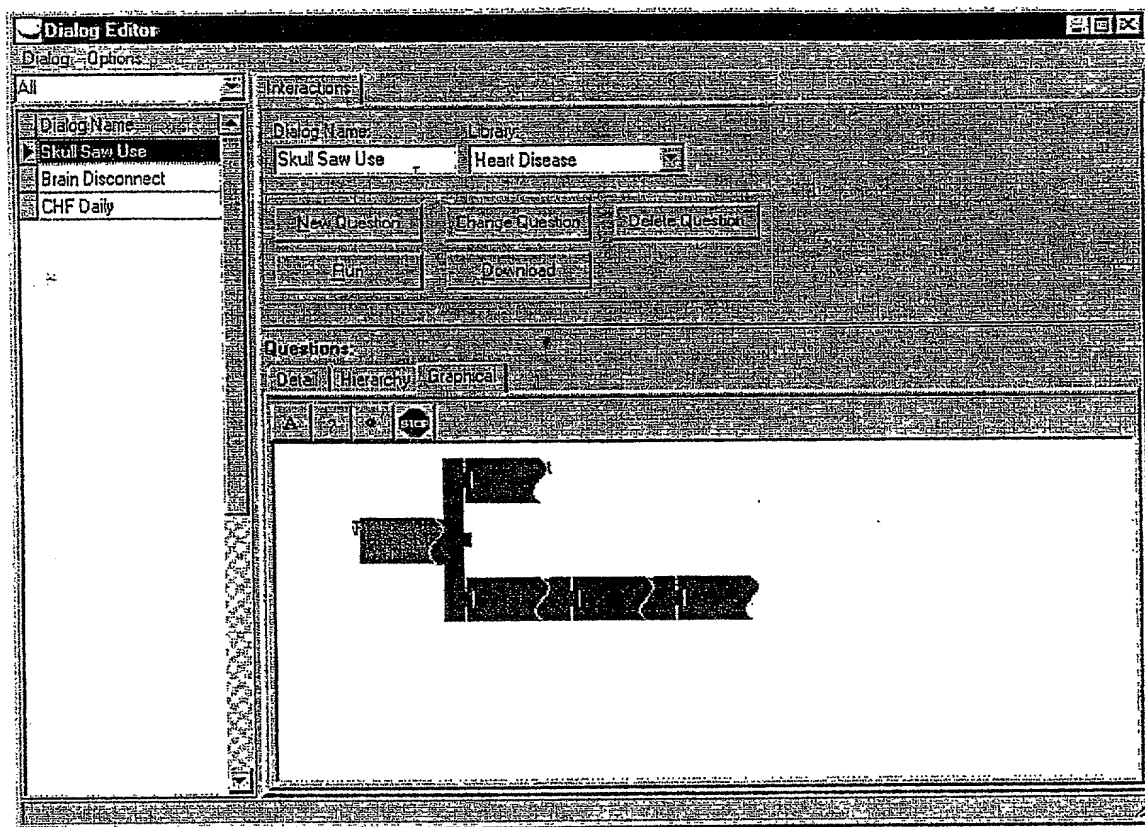 Dialog Editor
Dialog Options
All
Interactions
Dialog Name
Skull Saw Use
Brain Disconnect
CHF Daily
Dialog Name: Library:
Skull Saw Use Heart Disease
New Question Change Question Delete Question
Run Download
Questions:
Detail Hierarchy Graphical
A ? STOP